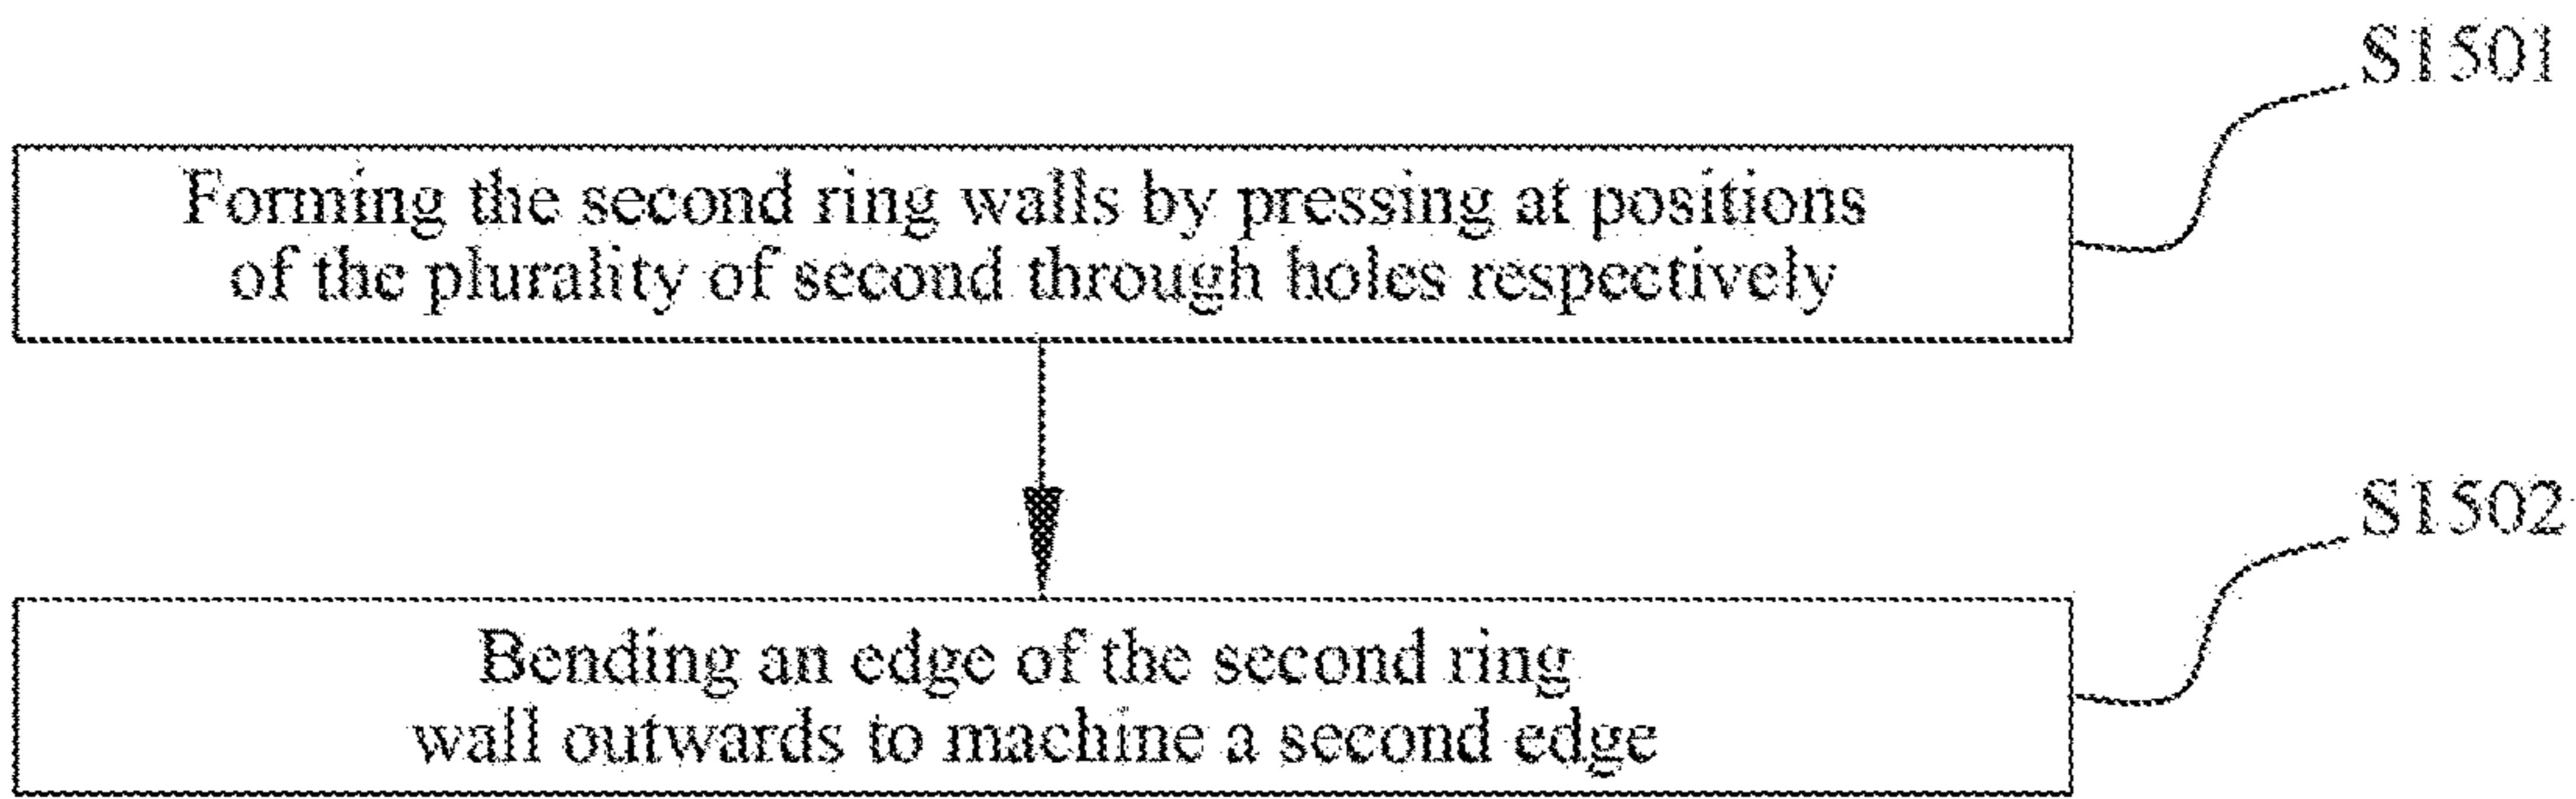 S1501
Forming the second ring walls by pressing at positions
of the plurality of second through holes respectively
S1502
Bending an edge of the second ring
wall outwards to machine a second edge